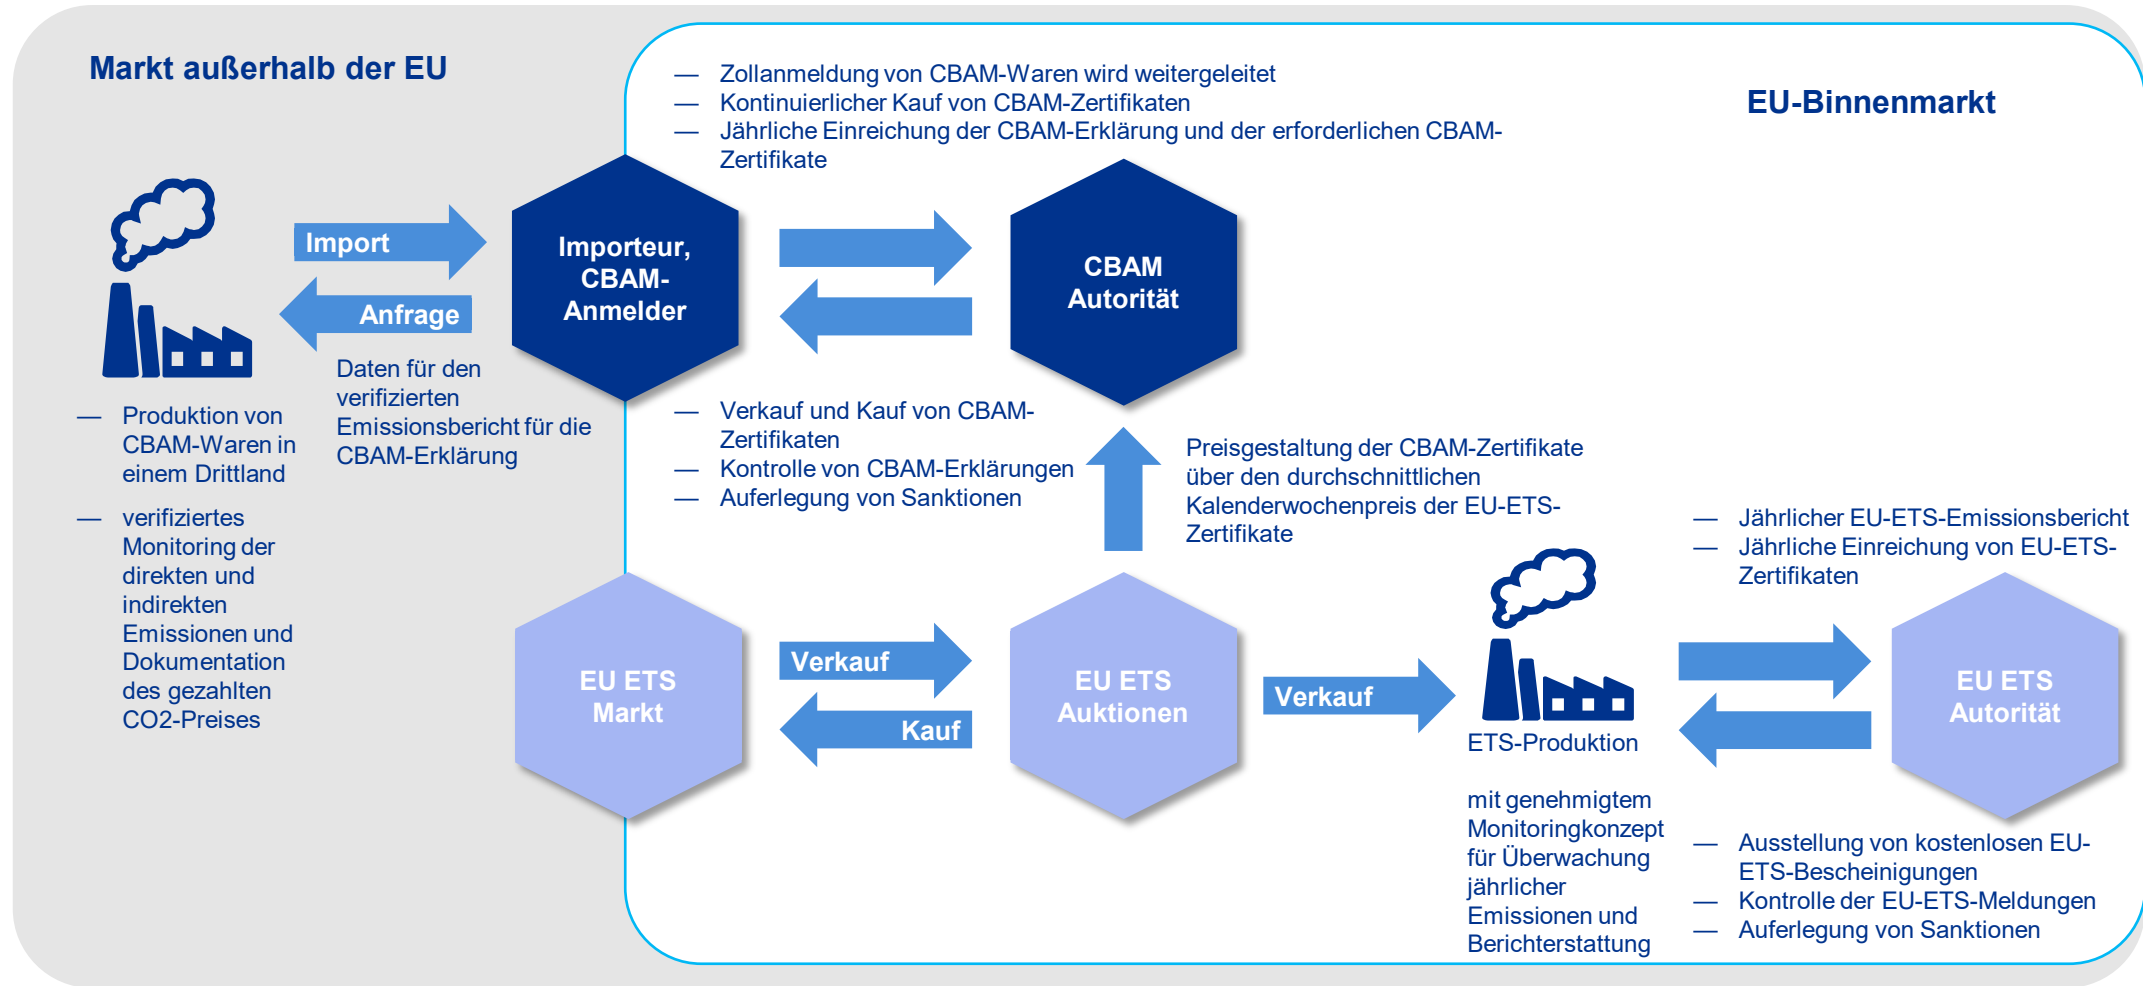 Markt außerhalb der EU
— Zollanmeldung von CBAM-Waren wird weitergeleitet
— Kontinuierlicher Kauf von CBAM-Zertifikaten
— Jährliche Einreichung der CBAM-Erklärung und der erforderlichen CBAM-
Zertifikate
EU-Binnenmarkt
Import
Anfrage
Importeur,
CBAM-
Anmelder
CBAM
Autorität
Daten für den
verifizierten
Emissionsbericht für die
CBAM-Erklärung
— Produktion von
CBAM-Waren in
einem Drittland
— verifiziertes
Monitoring der
direkten und
indirekten
Emissionen und
Dokumentation
des gezahlten
CO2-Preises
— Verkauf und Kauf von CBAM-
Zertifikaten
— Kontrolle von CBAM-Erklärungen
— Auferlegung von Sanktionen
Preisgestaltung der CBAM-Zertifikate
über den durchschnittlichen
Kalenderwochenpreis der EU-ETS-
Zertifikate
EU ETS
Markt
Verkauf
Kauf
EU ETS
Auktionen
Verkauf
ETS-Produktion
mit genehmigtem
Monitoringkonzept
für Überwachung
jährlicher
Emissionen und
Berichterstattung
— Jährlicher EU-ETS-Emissionsbericht
— Jährliche Einreichung von EU-ETS-
Zertifikaten
EU ETS
Autorität
— Ausstellung von kostenlosen EU-
ETS-Bescheinigungen
— Kontrolle der EU-ETS-Meldungen
— Auferlegung von Sanktionen